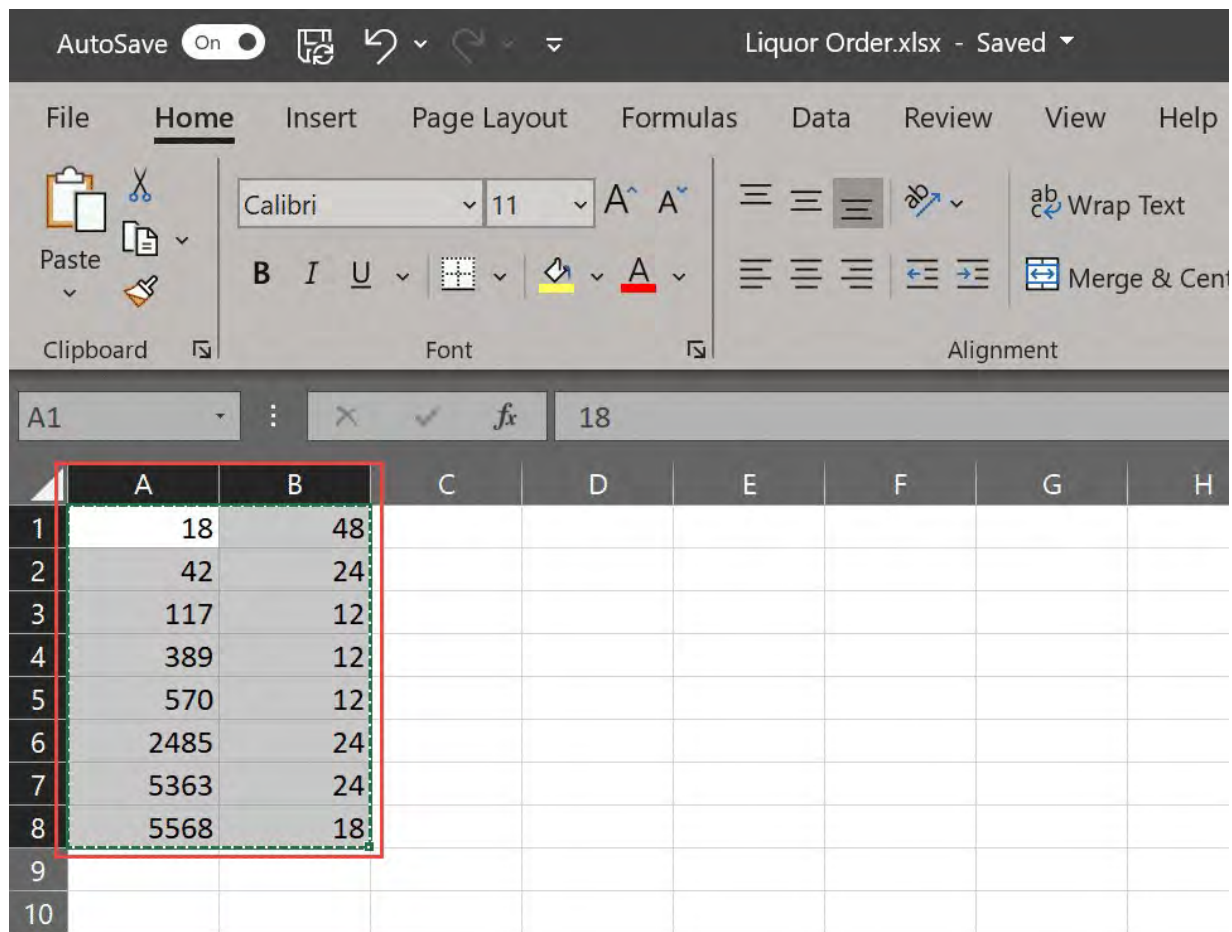 AutoSave On Liquor Order.xlsx - Saved
File Home Insert Page Layout Formulas Data Review View Help
Calibri 11 A A ab Wrap Text
Paste
B I U A Merge & Cent
Clipboard Font Alignment
A1 fx 18
A B C D E F G H
1 18 48
2 42 24
3 117 12
4 389 12
5 570 12
6 2485 24
7 5363 24
8 5568 18
9
10